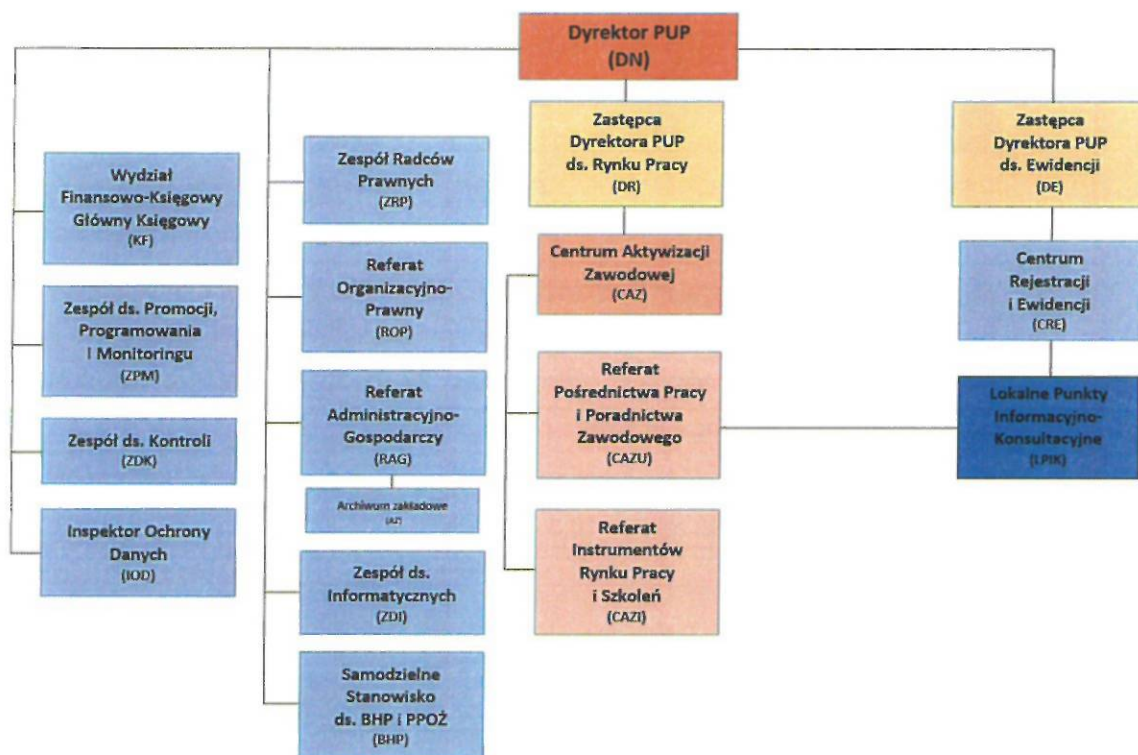 Dyrektor PUP
(DN)
Zastępca
Dyrektora PUP
ds. Rynku Pracy
(DR)
Zastępca
Dyrektora PUP
ds. Ewidencji
(DE)
Wydział
Finansowo-Księgowy
Główny Księgowy
(KF)
Zespół ds. Promocji,
Programowania
i Monitoringu
(ZPM)
Zespół ds. Kontroli
(ZDK)
Inspektor Ochrony
Danych
(IOD)
Zespół Radców
Prawnych
(ZRP)
Referat
Organizacyjno-
Prawny
(ROP)
Referat
Administracyjno-
Gospodarczy
(RAG)
Archiwum zakładowe
(AZ)
Zespół ds.
Informatycznych
(ZDI)
Samodzielne
Stanowisko
ds. BHP i PPOŻ
(BHP)
Centrum Aktywizacji
Zawodowej
(CAZ)
Referat
Pośrednictwa Pracy
i Poradnictwa
Zawodowego
(CAZU)
Referat
Instrumentów
Rynku Pracy
i Szkoleń
(CAZI)
Centrum
Rejestracji
i Ewidencji
(CRE)
Lokalne Punkty
Informacyjno-
Konsultacyjne
(LPIK)